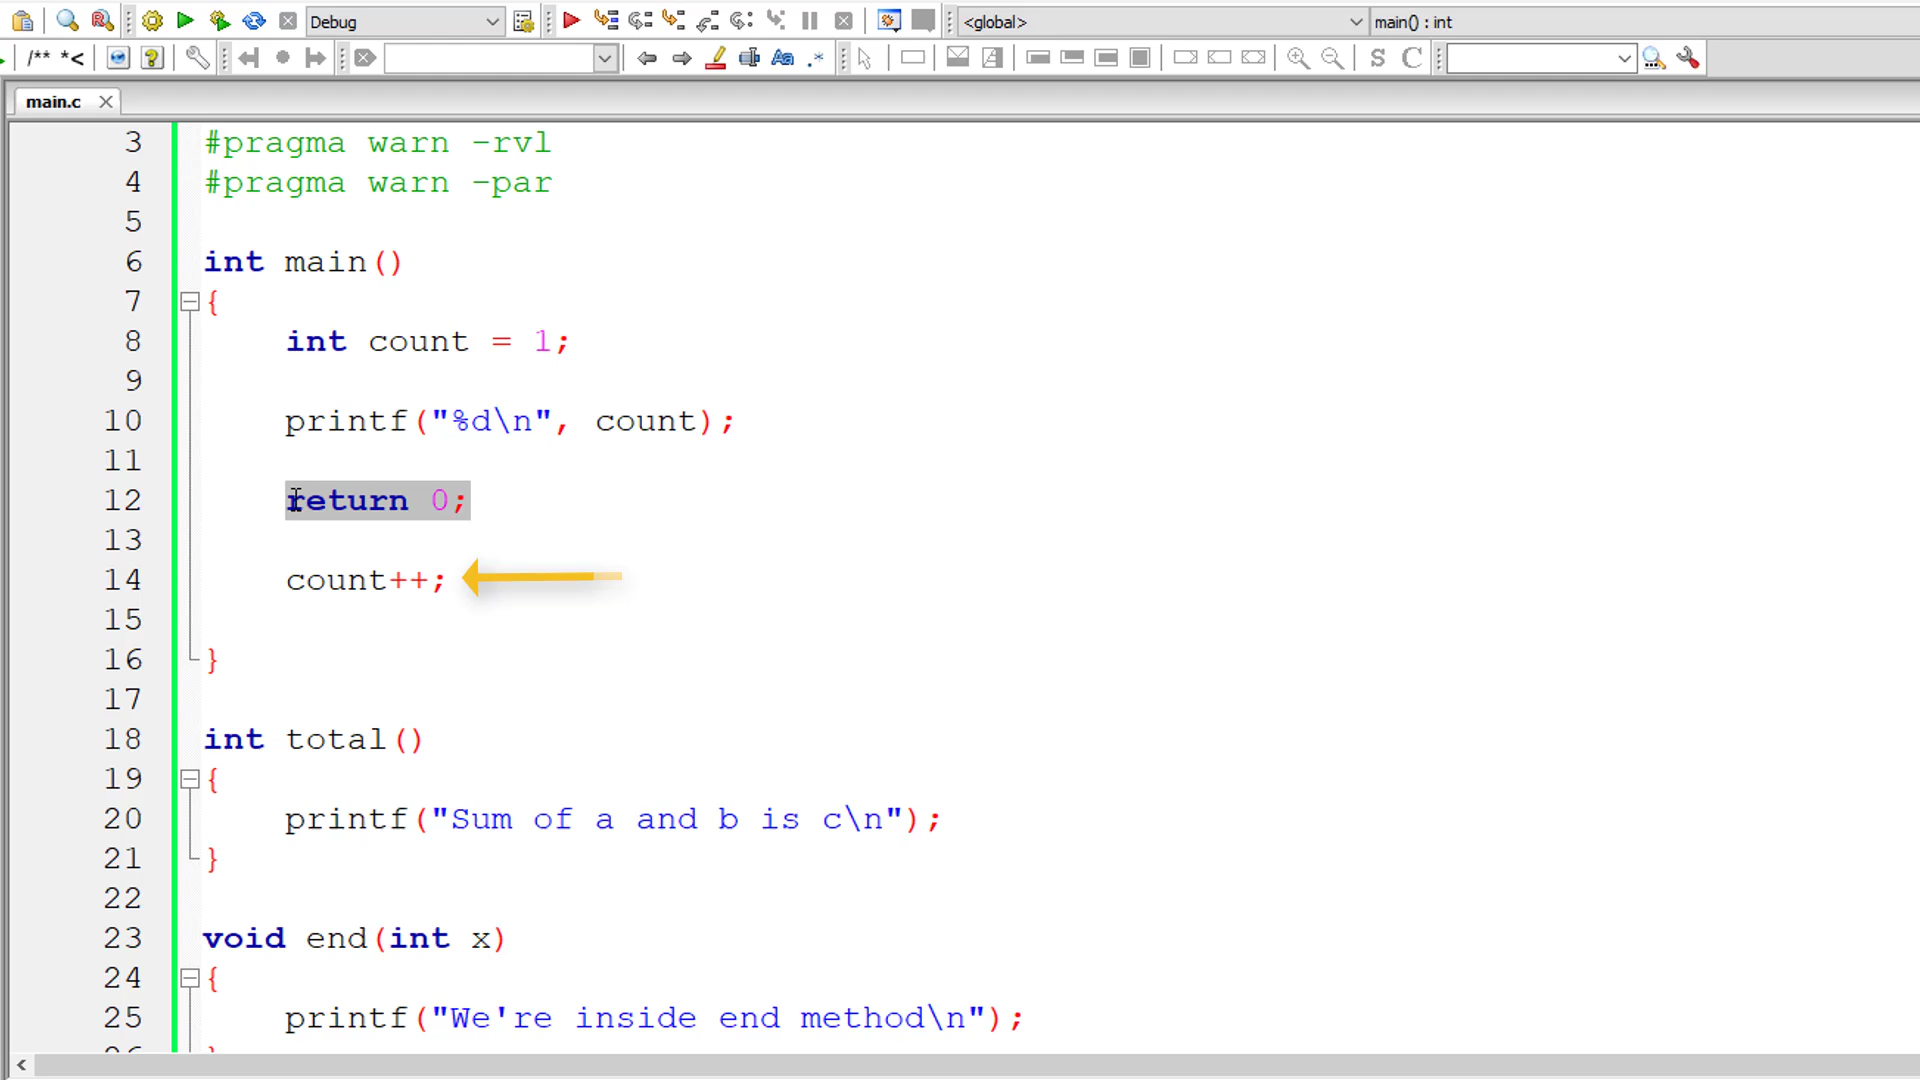 Debug
<global>
main() : int
/** *<
Aa .*
S C
main.c
3 #pragma warn -rvl
4 #pragma warn -par
5
6 int main()
7 {
8 int count = 1;
9
10 printf("%d\n", count);
11
12 return 0;
13
14 count++;
15
16 }
17
18 int total()
19 {
20 printf("Sum of a and b is c\n");
21 }
22
23 void end(int x)
24 {
25 printf("We're inside end method\n");